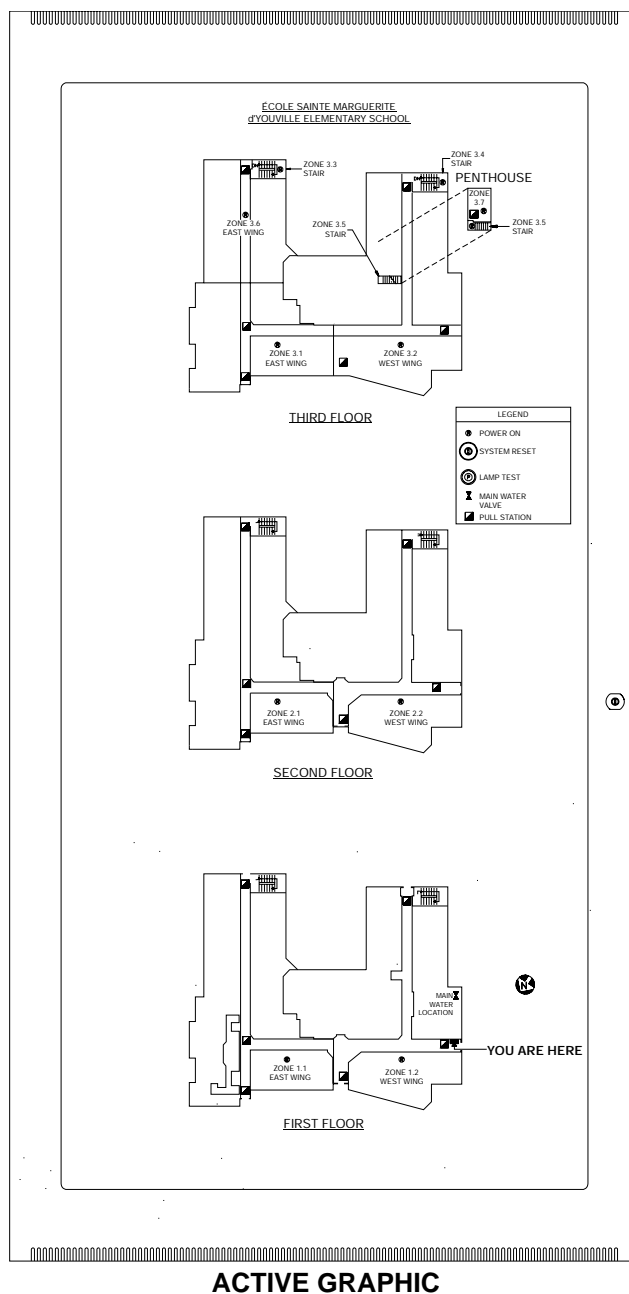 ÉCOLE SAINTE MARGUERITE
d'YOUVILLE ELEMENTARY SCHOOL
ZONE 3.3
STAIR
ZONE 3.4
STAIR
PENTHOUSE
ZONE
3.7
ZONE 3.6
EAST WING
ZONE 3.5
STAIR
ZONE 3.5
STAIR
ZONE 3.1
EAST WING
ZONE 3.2
WEST WING
THIRD FLOOR
LEGEND
POWER ON
SYSTEM RESET
LAMP TEST
MAIN WATER
VALVE
PULL STATION
ZONE 2.1
EAST WING
ZONE 2.2
WEST WING
SECOND FLOOR
N
MAIN
WATER
LOCATION
YOU ARE HERE
ZONE 1.1
EAST WING
ZONE 1.2
WEST WING
FIRST FLOOR
ACTIVE GRAPHIC